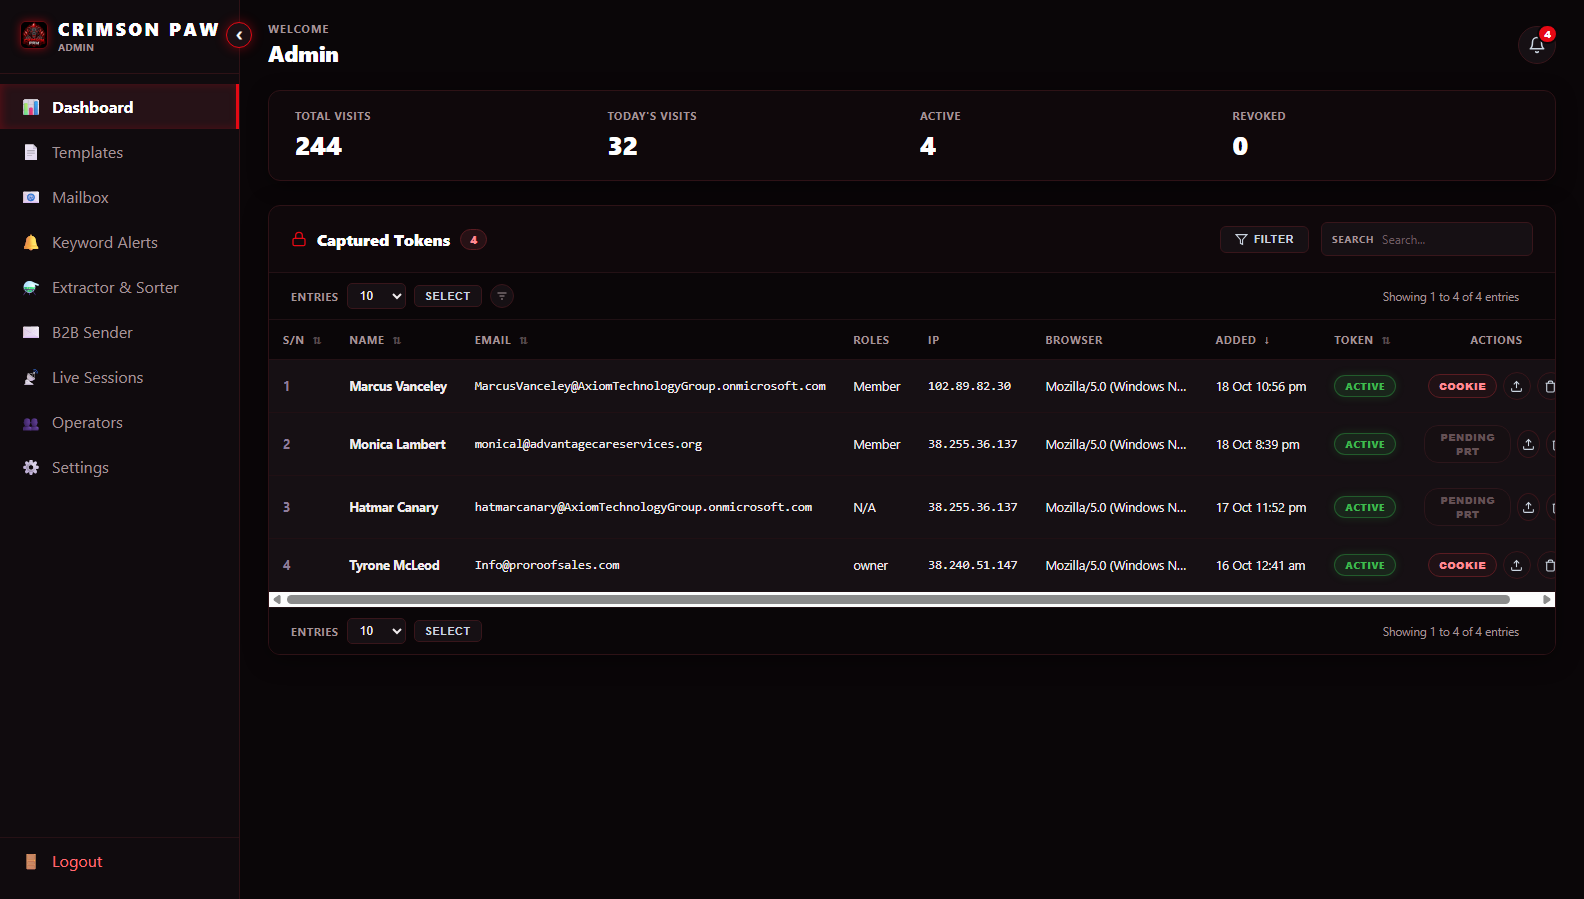 CRIMSON PAW
ADMIN
Dashboard
Templates
Mailbox
Keyword Alerts
Extractor & Sorter
B2B Sender
Live Sessions
Operators
Settings
Logout
WELCOME
Admin
4
TOTAL VISITS TODAY'S VISITS ACTIVE REVOKED
244 32 4 0
Captured Tokens 4 FILTER SEARCH Search...
ENTRIES 10 SELECT Showing 1 to 4 of 4 entries
S/N NAME EMAIL ROLES IP BROWSER ADDED ↓ TOKEN ACTIONS
1 Marcus Vanceley MarcusVanceley@AxiomTechnologyGroup.onmicrosoft.com Member 102.89.82.30 Mozilla/5.0 (Windows N... 18 Oct 10:56 pm ACTIVE COOKIE
2 Monica Lambert monical@advantagecareservices.org Member 38.255.36.137 Mozilla/5.0 (Windows N... 18 Oct 8:39 pm ACTIVE PENDING PRT
3 Hatmar Canary hatmarcanary@AxiomTechnologyGroup.onmicrosoft.com N/A 38.255.36.137 Mozilla/5.0 (Windows N... 17 Oct 11:52 pm ACTIVE PENDING PRT
4 Tyrone McLeod Info@proroofsales.com owner 38.240.51.147 Mozilla/5.0 (Windows N... 16 Oct 12:41 am ACTIVE COOKIE
ENTRIES 10 SELECT Showing 1 to 4 of 4 entries